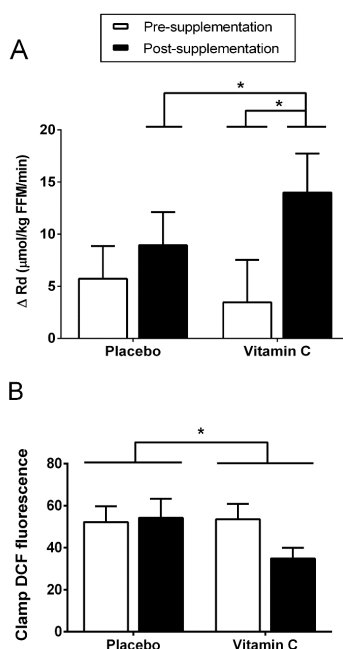 Pre-supplementation
Post-supplementation
A
*
*
20
15
10
5
0
Δ Rd (µmol/kg FFM/min)
Placebo
Vitamin C
B
*
80
60
40
20
0
Clamp DCF fluorescence
Placebo
Vitamin C